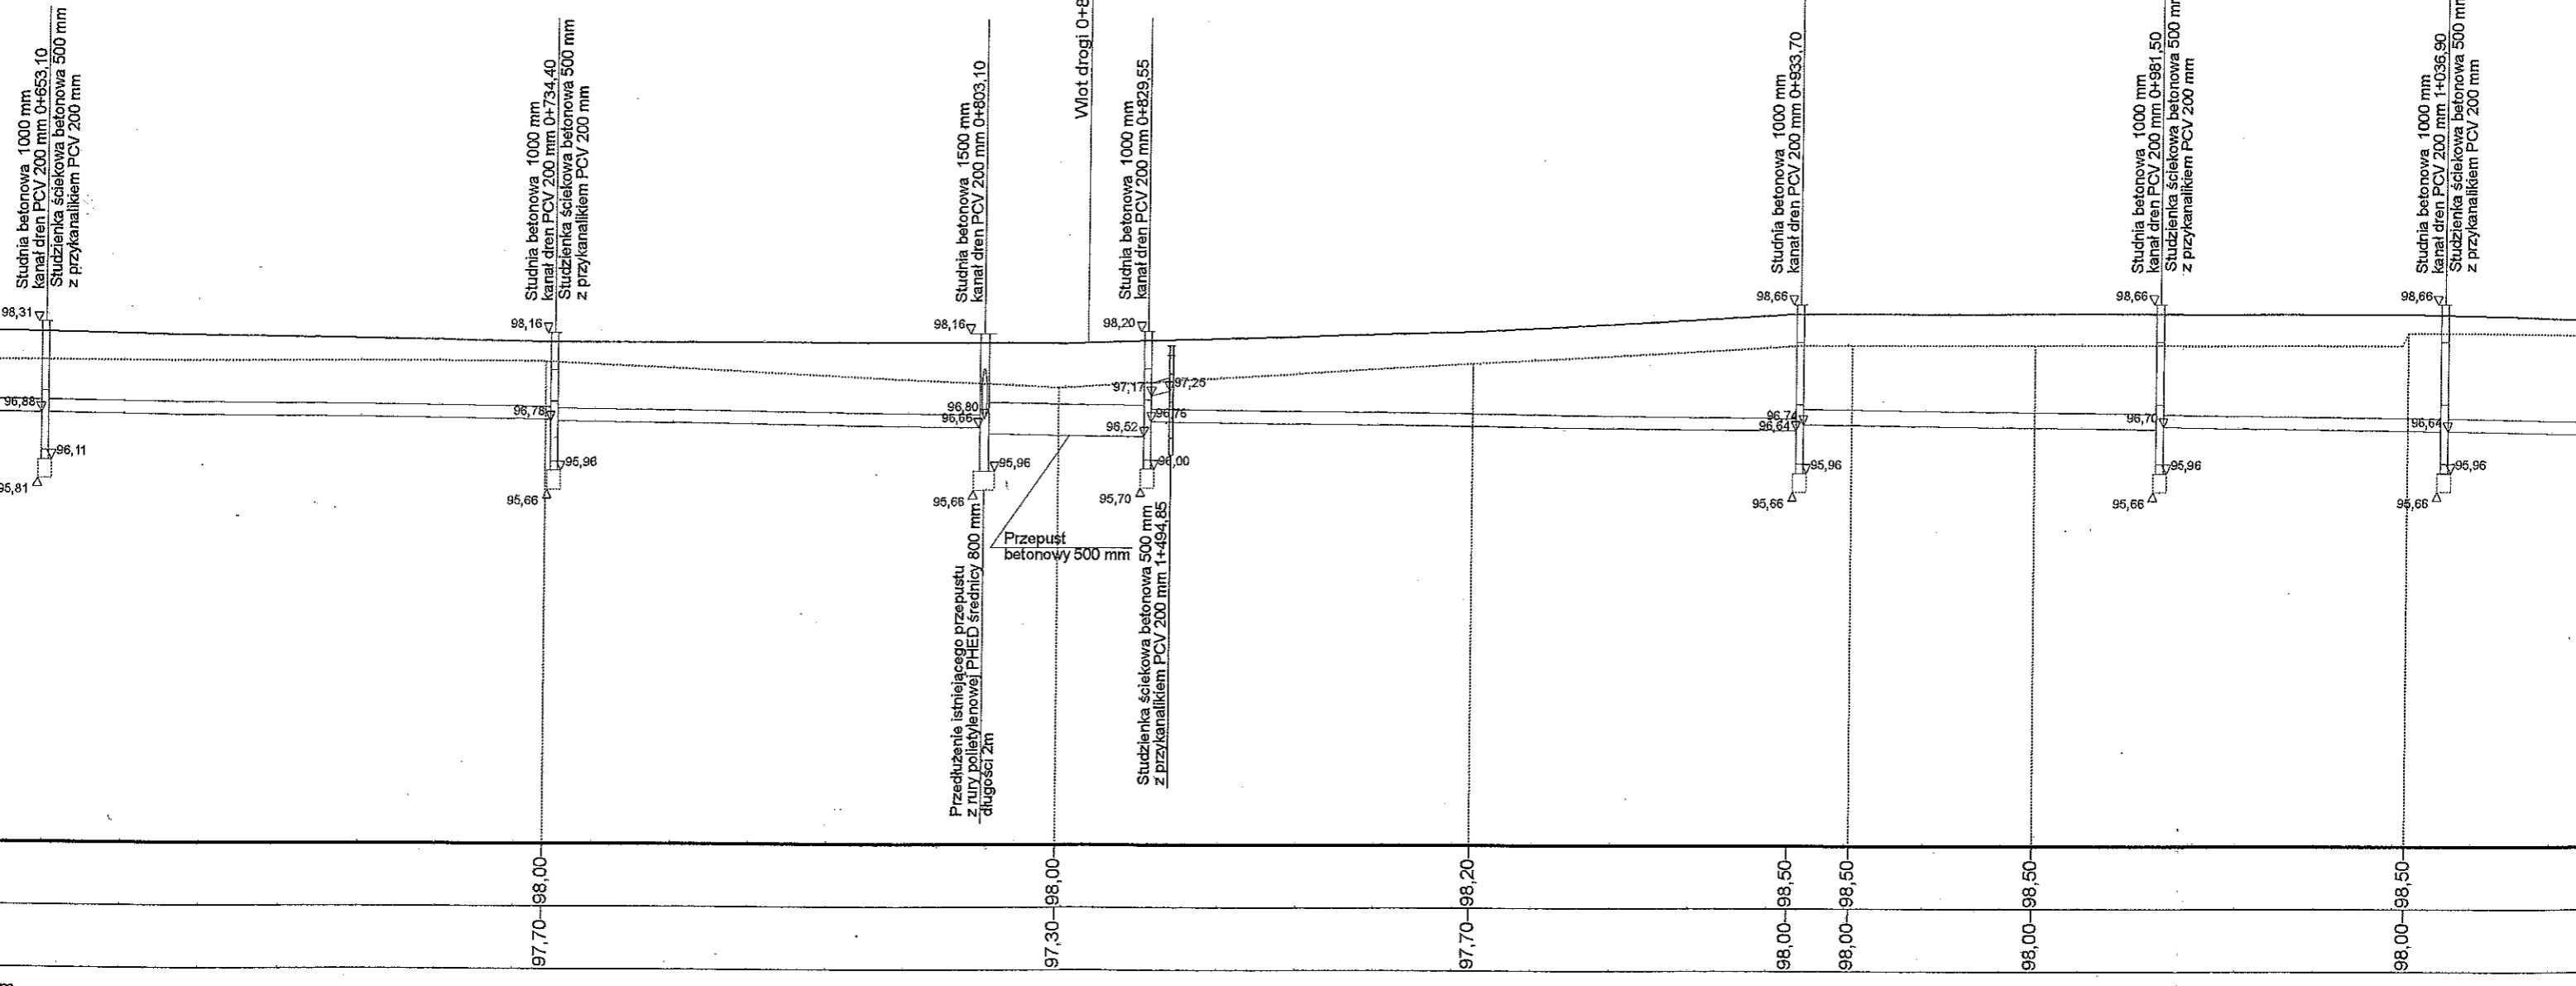 Studnia betonowa 1000 mm
kanał dren PCV 200 mm 0+653,10
Studzienka ściekowa betonowa 500 mm
z przykanalikiem PCV 200 mm
Studnia betonowa 1000 mm
kanał dren PCV 200 mm 0+734,40
Studzienka ściekowa betonowa 500 mm
z przykanalikiem PCV 200 mm
Studnia betonowa 1500 mm
kanał dren PCV 200 mm 0+803,10
Wlot drogi 0+8
Studnia betonowa 1000 mm
kanał dren PCV 200 mm 0+829,55
Studnia betonowa 1000 mm
kanał dren PCV 200 mm 0+933,70
Studnia betonowa 1000 mm
kanał dren PCV 200 mm 0+981,50
Studzienka ściekowa betonowa 500 mm
z przykanalikiem PCV 200 mm
Studnia betonowa 1000 mm
kanał dren PCV 200 mm 1+036,90
Studzienka ściekowa betonowa 500 mm
z przykanalikiem PCV 200 mm
98,31
98,16
98,16
98,20
98,66
98,66
98,66
96,88
96,78
96,80
96,66
97,17
97,25
96,76
96,52
96,74
96,64
96,70
96,64
96,11
95,96
95,96
96,00
95,96
95,96
95,96
95,81
95,66
95,66
95,70
95,66
95,66
95,66
Przepust
betonowy 500 mm
Przedłużenie istniejącego przepustu
z rury polietylenowej PHED średnicy 800 mm
długości 2m
Studzienka ściekowa betonowa 500 mm
z przykanalikiem PCV 200 mm 1+494,85
98,00
98,00
98,20
98,50
98,50
98,50
98,50
97,70
97,30
97,70
98,00
98,00
98,00
98,00